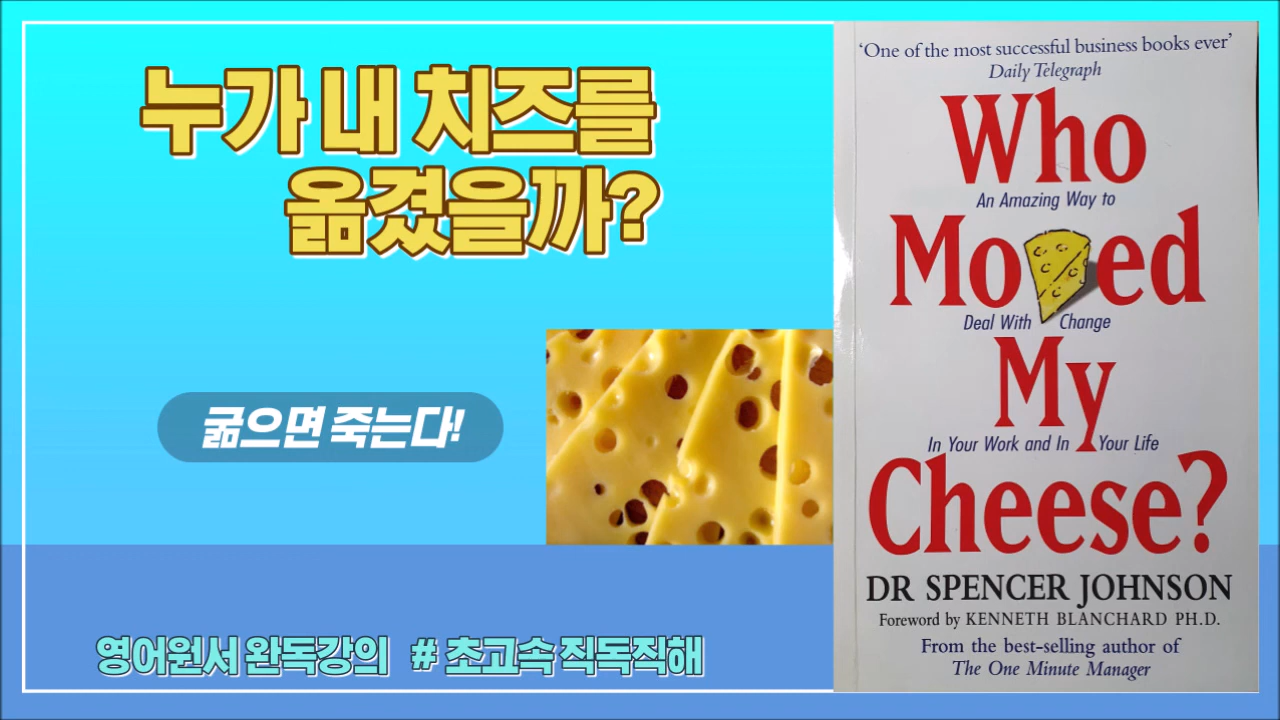 누가 내 치즈를
옮겼을까?
굶으면 죽는다!
영어원서 완독강의 # 초고속 직독직해
'One of the most successful business books ever'
Daily Telegraph
Who
An Amazing Way to
Moved
Deal With Change
My
In Your Work and In Your Life
Cheese?
DR SPENCER JOHNSON
Foreword by KENNETH BLANCHARD PH.D.
From the best-selling author of
The One Minute Manager